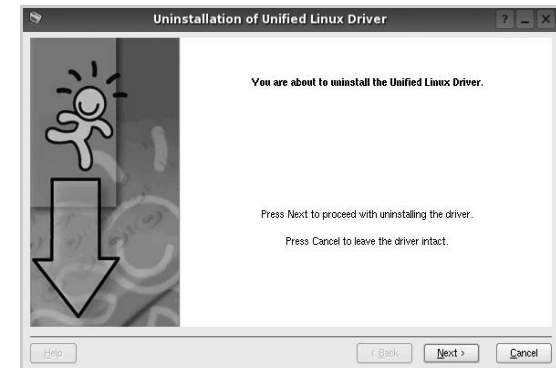 Uninstallation of Unified Linux Driver
You are about to uninstall the Unified Linux Driver.
Press Next to proceed with uninstalling the driver.
Press Cancel to leave the driver intact.
Help
< Back
Next >
Cancel